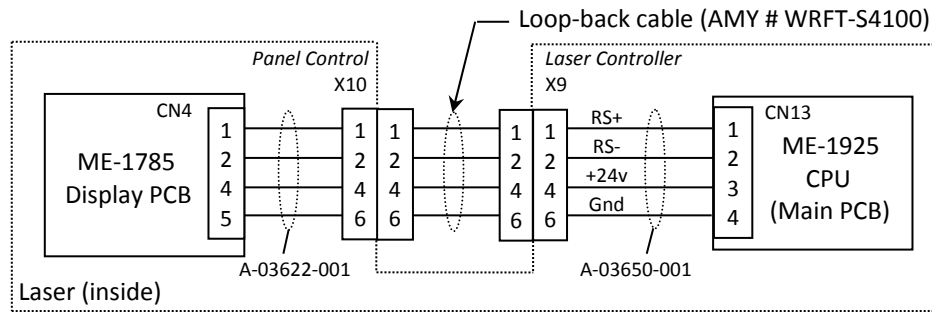 Loop-back cable (AMY # WRFT-S4100)
Panel Control
Laser Controller
X10
X9
CN4
CN13
RS+
RS-
+24v
Gnd
ME-1785
Display PCB
1
2
4
5
1
2
4
6
1
2
4
6
1
2
4
6
1
2
4
6
1
2
3
4
ME-1925
CPU
(Main PCB)
A-03622-001
A-03650-001
Laser (inside)